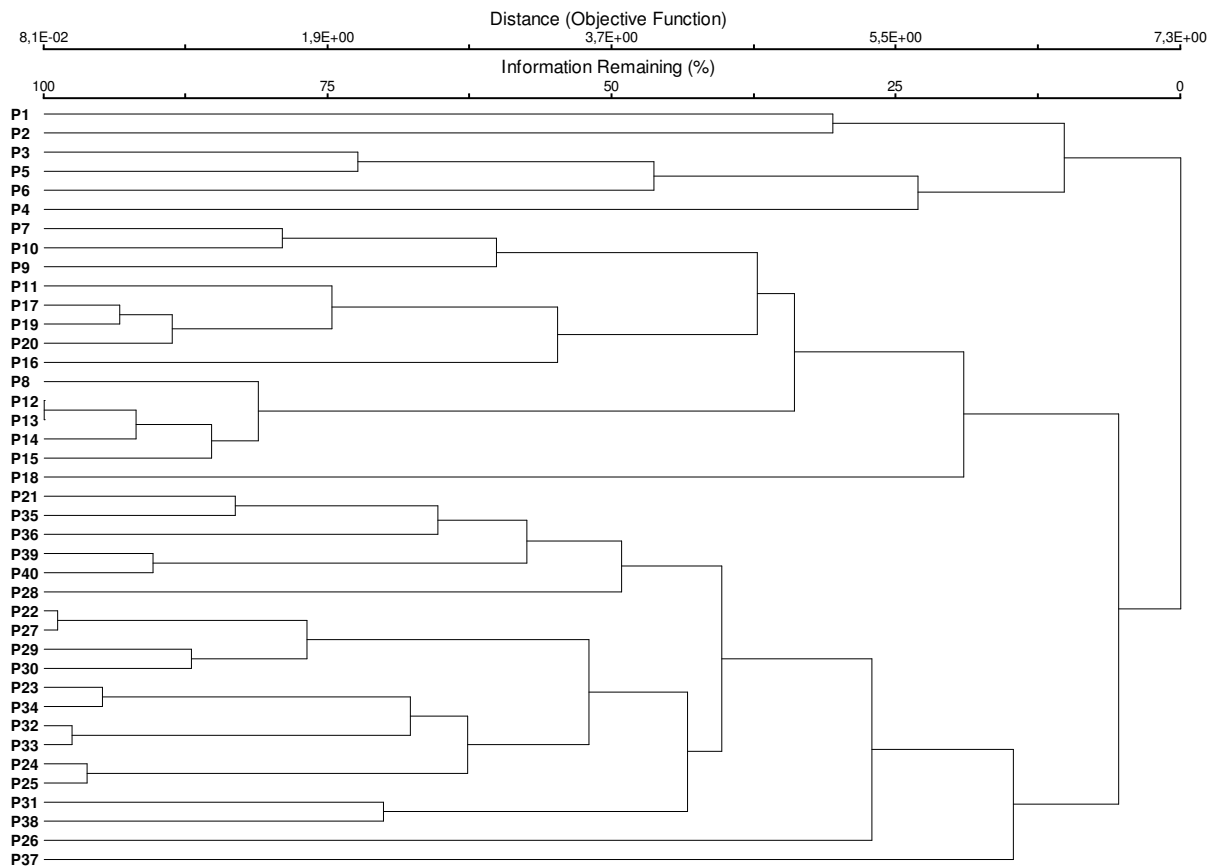 Distance (Objective Function)
8,1E-02 1,9E+00 3,7E+00 5,5E+00 7,3E+00
Information Remaining (%)
100 75 50 25 0
P1
P2
P3
P5
P6
P4
P7
P10
P9
P11
P17
P19
P20
P16
P8
P12
P13
P14
P15
P18
P21
P35
P36
P39
P40
P28
P22
P27
P29
P30
P23
P34
P32
P33
P24
P25
P31
P38
P26
P37